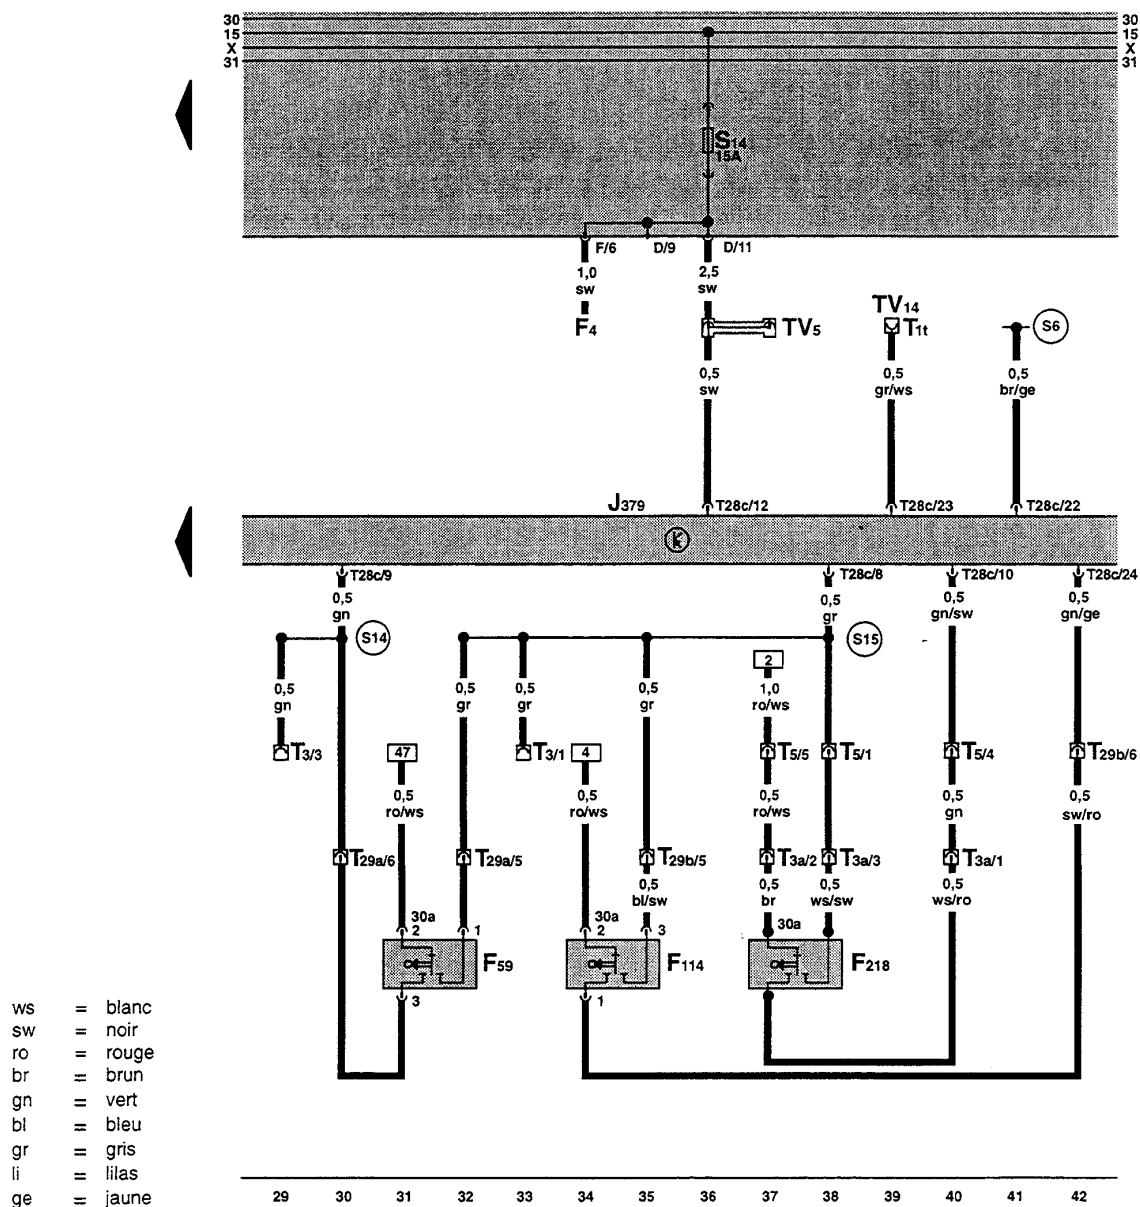 30 30
15 15
X X
31 31
S14
15A
F/6 D/9 D/11
1,0 2,5
sw sw
F4 TV5 TV14 T1t S6
0,5 0,5 0,5
sw gr/ws br/ge
J379 T28c/12 T28c/23 T28c/22
T28c/9 T28c/8 T28c/10 T28c/24
0,5 0,5 0,5 0,5
gn gr gn/sw gn/ge
S14 S15
2
0,5 0,5 0,5 0,5 1,0
gn gr gr gr ro/ws
T3/3 47 T3/1 4 T5/5 T5/1 T5/4 T29b/6
0,5 0,5 0,5 0,5 0,5
ro/ws ro/ws ro/ws gn sw/ro
T29a/6 T29a/5 T29b/5 T3a/2 T3a/3 T3a/1
0,5 0,5 0,5 0,5
bl/sw br ws/sw ws/ro
30a 30a 30a
2 1 2 3
F59 F114 F218
3 1
ws = blanc
sw = noir
ro = rouge
br = brun
gn = vert
bl = bleu
gr = gris
li = lilas
ge = jaune
29 30 31 32 33 34 35 36 37 38 39 40 41 42